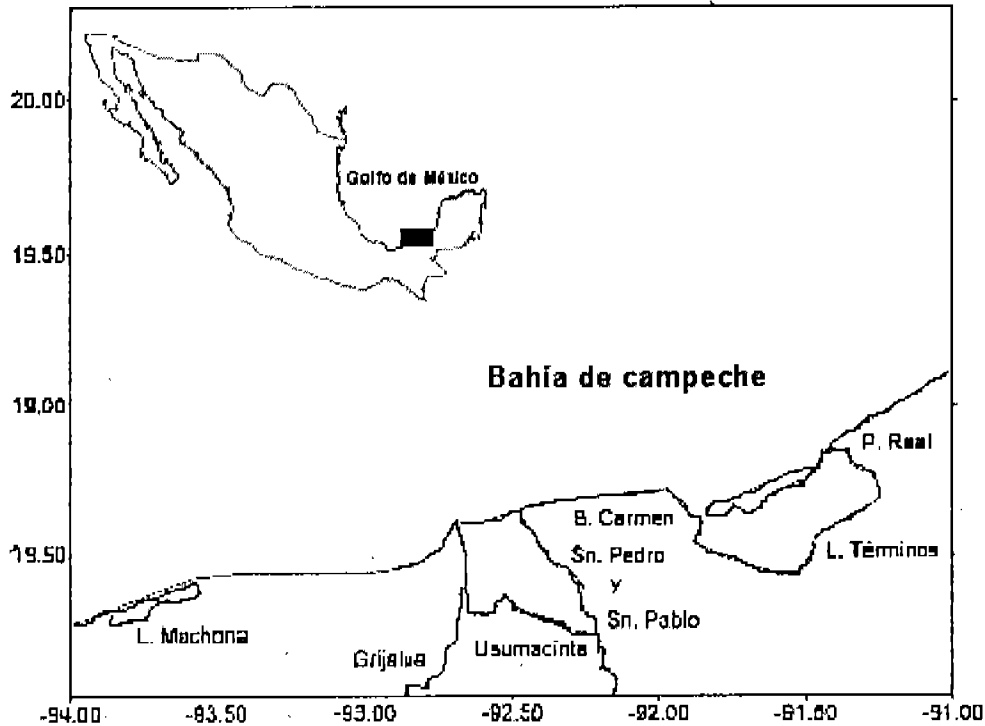 20.00
Golfo de México
19.50
Bahía de campeche
19.00
P. Real
B. Carmen
Sn. Pedro
y
Sn. Pablo
L. Términos
18.50
L. Machona
Grijalva
Usumacinta
-94.00 -93.50 -93.00 -92.50 -92.00 -91.50 -91.00